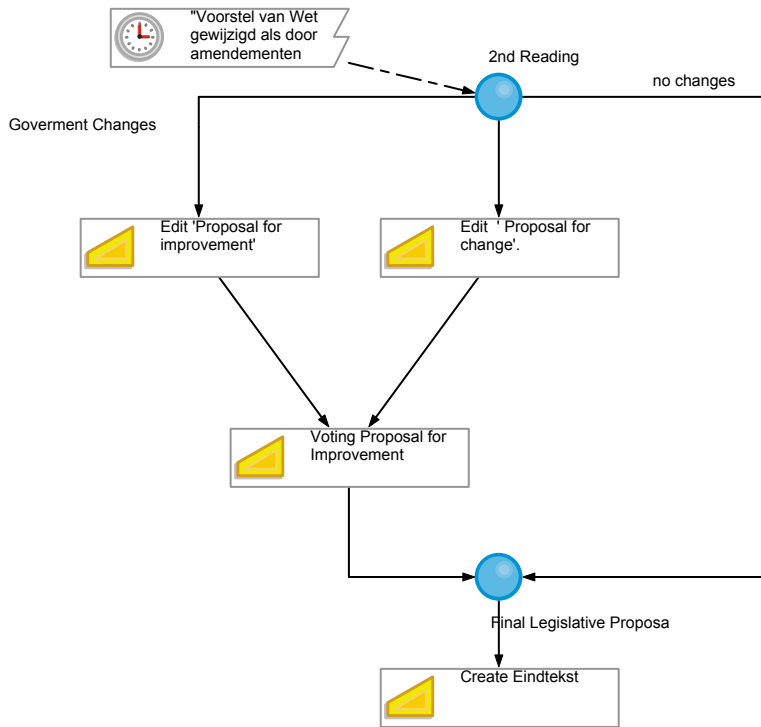 "Voorstel van Wet
gewijzigd als door
amendementen
2nd Reading
no changes
Goverment Changes
Edit 'Proposal for
improvement'
Edit ' Proposal for
change'.
Voting Proposal for
Improvement
Final Legislative Proposa
Create Eindtekst